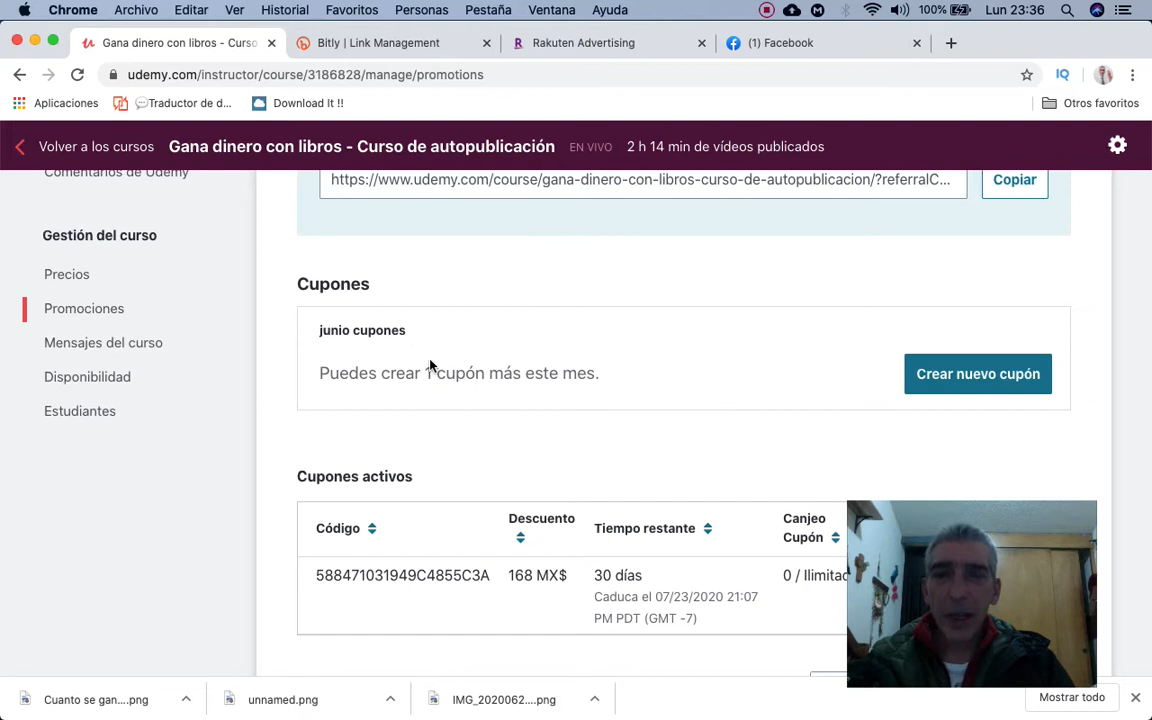 Chrome Archivo Editar Ver Historial Favoritos Personas Pestaña Ventana Ayuda 100% Lun 23:36
Gana dinero con libros - Curso Bitly | Link Management Rakuten Advertising (1) Facebook
udemy.com/instructor/course/3186828/manage/promotions
Aplicaciones Traductor de d... Download It !! Otros favoritos
Volver a los cursos Gana dinero con libros - Curso de autopublicación EN VIVO 2 h 14 min de vídeos publicados
Comentarios de Udemy
https://www.udemy.com/course/gana-dinero-con-libros-curso-de-autopublicacion/?referralC... Copiar
Gestión del curso
Precios
Promociones
Mensajes del curso
Disponibilidad
Estudiantes
Cupones
junio cupones
Puedes crear 1 cupón más este mes. Crear nuevo cupón
Cupones activos
Código Descuento Tiempo restante Canjeo
Cupón
588471031949C4855C3A 168 MX$ 30 días 0 / Ilimitad
Caduca el 07/23/2020 21:07
PM PDT (GMT -7)
Cuanto se gan....png unnamed.png IMG_2020062....png Mostrar todo